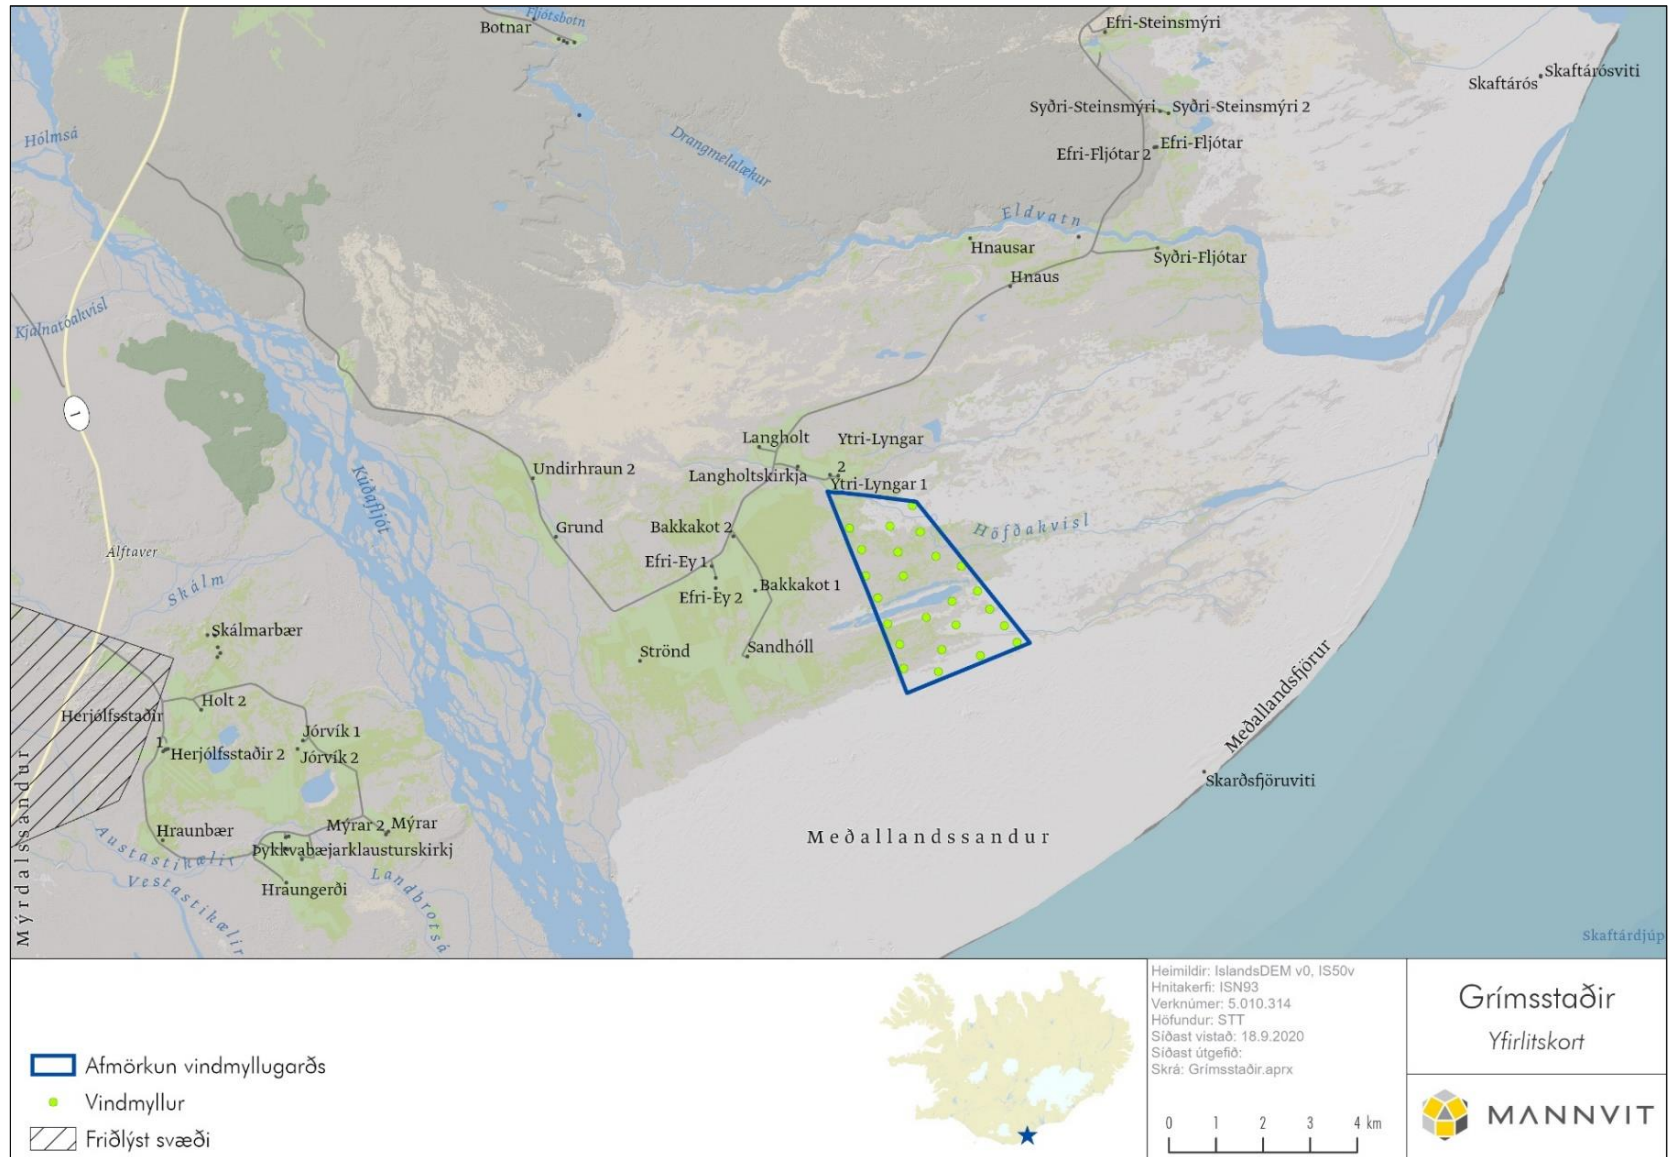 Fljótsbotn
Botnar
Efri-Steinsmýri
Skaftárós
Skaftárósviti
Syðri-Steinsmýri
Syðri-Steinsmýri 2
Hólmsá
Drangmelalækur
Efri-Fljótar 2
Efri-Fljótar
Eldvatn
Hnausar
Syðri-Fljótar
Hnaus
Kjalnatóakvísl
1
Langholt
Ytri-Lyngar
2
Undirhraun 2
Langholtskirkja
Ytri-Lyngar 1
Kúðafljót
Grund
Bakkakot 2
Höfðakvísl
Álftaver
Efri-Ey 1
Skálm
Efri-Ey 2
Bakkakot 1
Skálmarbær
Strönd
Sandhóll
Meðallandsfjörur
Holt 2
Herjólfsstaðir
1
Jórvík 1
Herjólfsstaðir 2
Jórvík 2
Skarðsfjöruviti
Mýrdalssandur
Hraunbær
Mýrar 2
Mýrar
Meðallandssandur
Austastikælir
Þykkvabæjarklausturskirkj
Vestastikælir
Hraungerði
Landbrotsá
Skaftárdjúp
Afmörkun vindmyllugarðs
Vindmyllur
Friðlýst svæði
Heimildir: IslandsDEM v0, IS50v
Hnitakerfi: ISN93
Verknúmer: 5.010.314
Höfundur: STT
Síðast vistað: 18.9.2020
Síðast útgefið:
Skrá: Grímsstaðir.aprx
0 1 2 3 4 km
Grímsstaðir
Yfirlitskort
MANNVIT